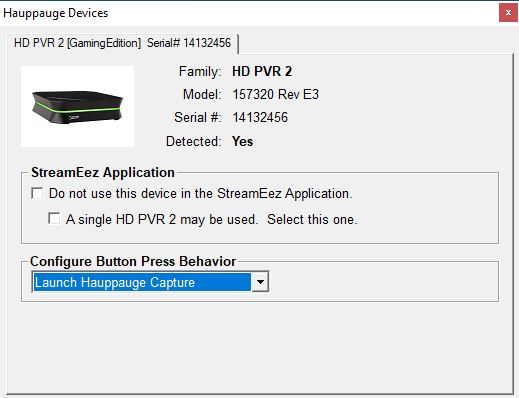 Hauppauge Devices
x
HD PVR 2 [GamingEdition] Serial# 14132456
Family: HD PVR 2
Model: 157320 Rev E3
Serial #: 14132456
Detected: Yes
StreamEez Application
Do not use this device in the StreamEez Application.
A single HD PVR 2 may be used. Select this one.
Configure Button Press Behavior
Launch Hauppauge Capture